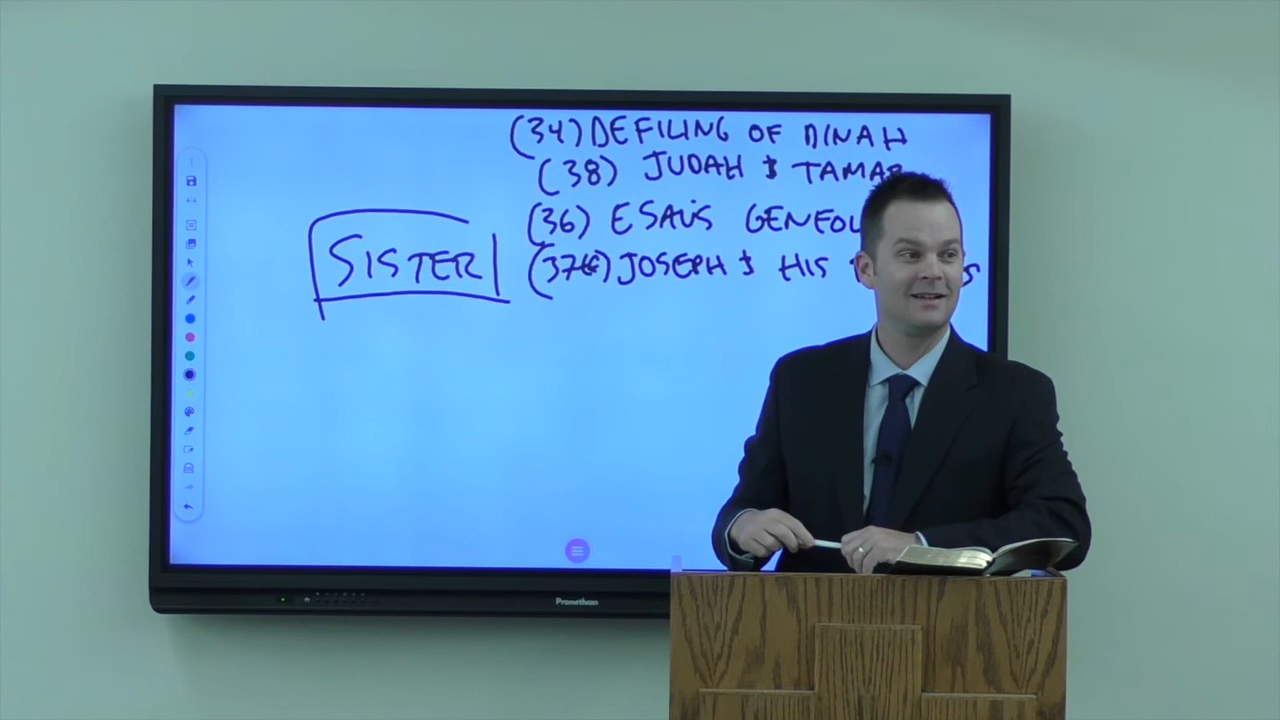 (34) DEFILING OF DINAH
(38) JUDAH & TAMAR
(36) ESAU'S GENEOL
SISTER
(37 ) JOSEPH & HIS
Promethean